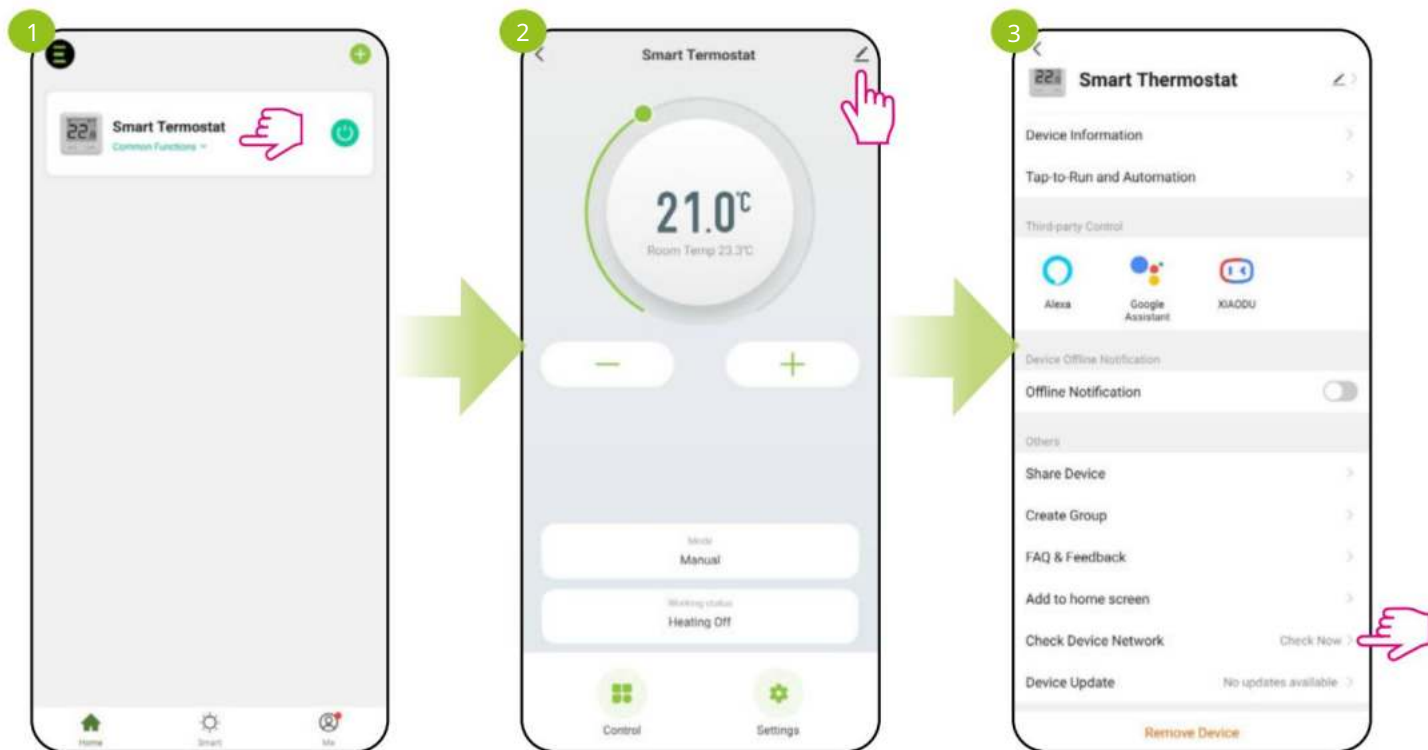 1
E
22
Smart Termostat
Common Functions
Home
Smart
Me
2
Smart Termostat
21.0°C
Room Temp 23.3°C
−
+
Mode
Manual
Working status
Heating Off
Control
Settings
3
22
Smart Thermostat
Device Information
Tap-to-Run and Automation
Third-party Control
Alexa
Google
Assistant
XIAODU
Device Offline Notification
Offline Notification
Others
Share Device
Create Group
FAQ & Feedback
Add to home screen
Check Device Network Check Now
Device Update No updates available
Remove Device